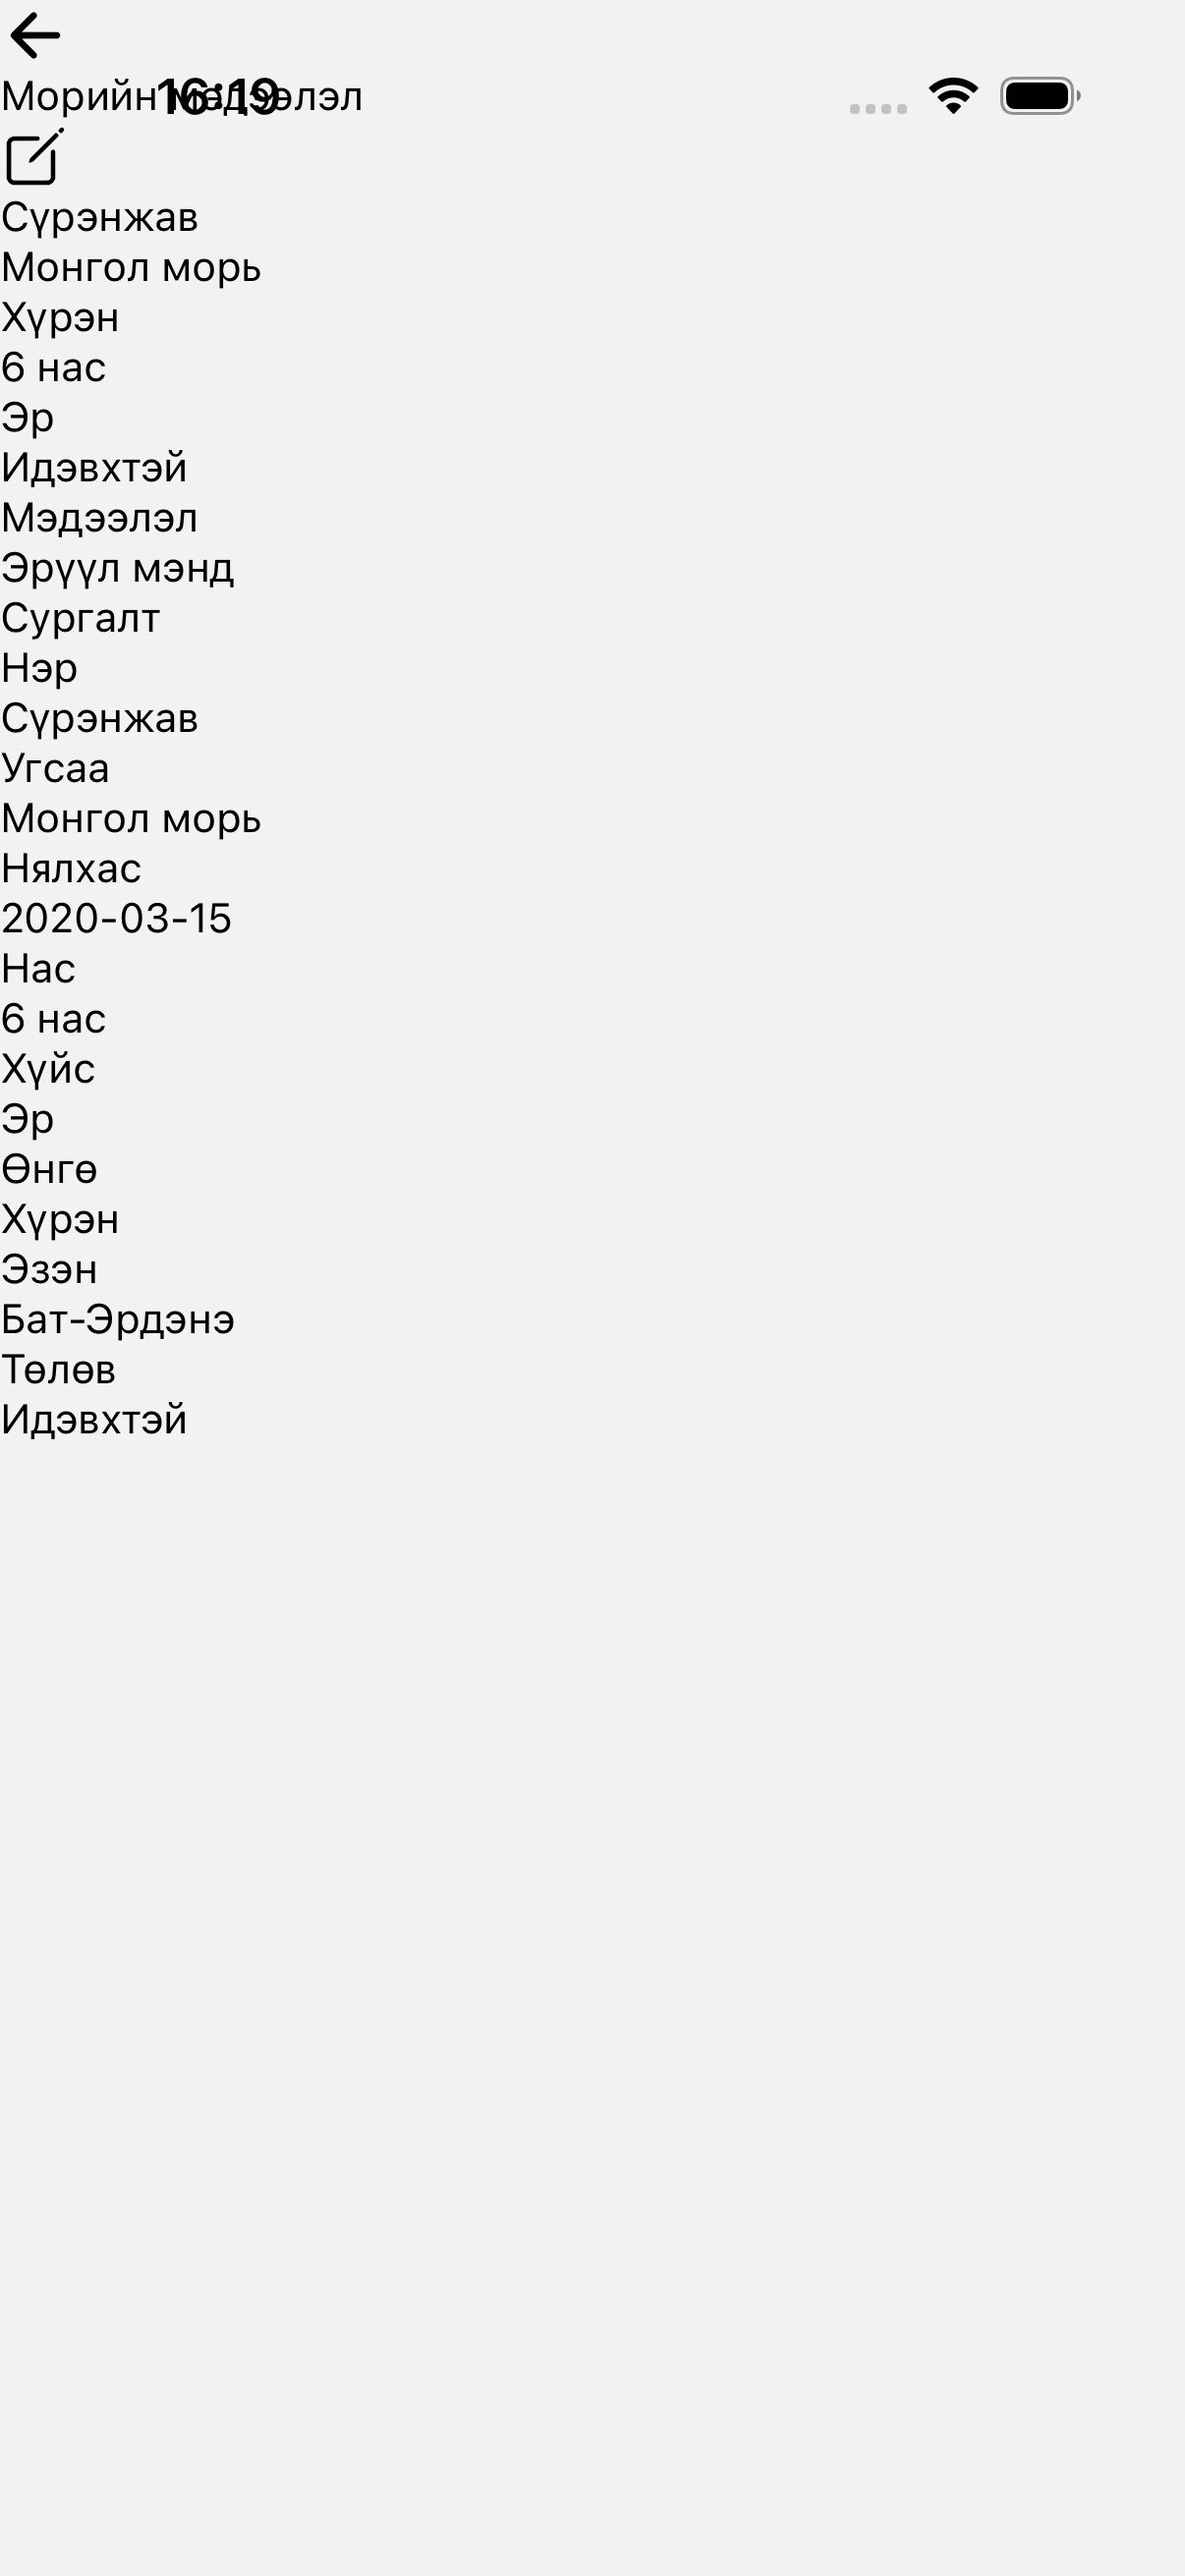 Морийн мэдээлэл
16:19
Сүрэнжав
Монгол морь
Хүрэн
6 нас
Эр
Идэвхтэй
Мэдээлэл
Эрүүл мэнд
Сургалт
Нэр
Сүрэнжав
Угсаа
Монгол морь
Нялхас
2020-03-15
Нас
6 нас
Хүйс
Эр
Өнгө
Хүрэн
Эзэн
Бат-Эрдэнэ
Төлөв
Идэвхтэй